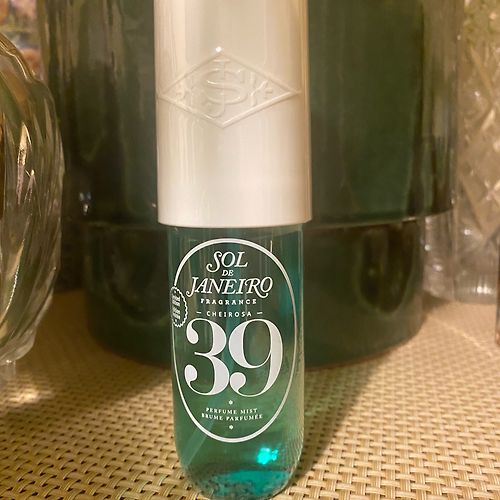 SOL
DE
JANEIRO
FRAGRANCE
— CHEIROSA —
39
PERFUME MIST
BRUME PARFUMÉE